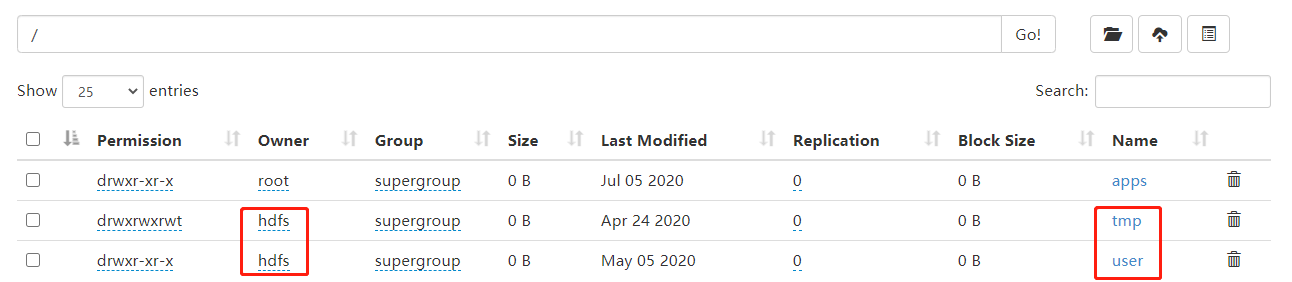 / Go!
Show 25 entries Search:
Permission Owner Group Size Last Modified Replication Block Size Name
drwxr-xr-x root supergroup 0 B Jul 05 2020 0 0 B apps
drwxrwxrwt hdfs supergroup 0 B Apr 24 2020 0 0 B tmp
drwxr-xr-x hdfs supergroup 0 B May 05 2020 0 0 B user